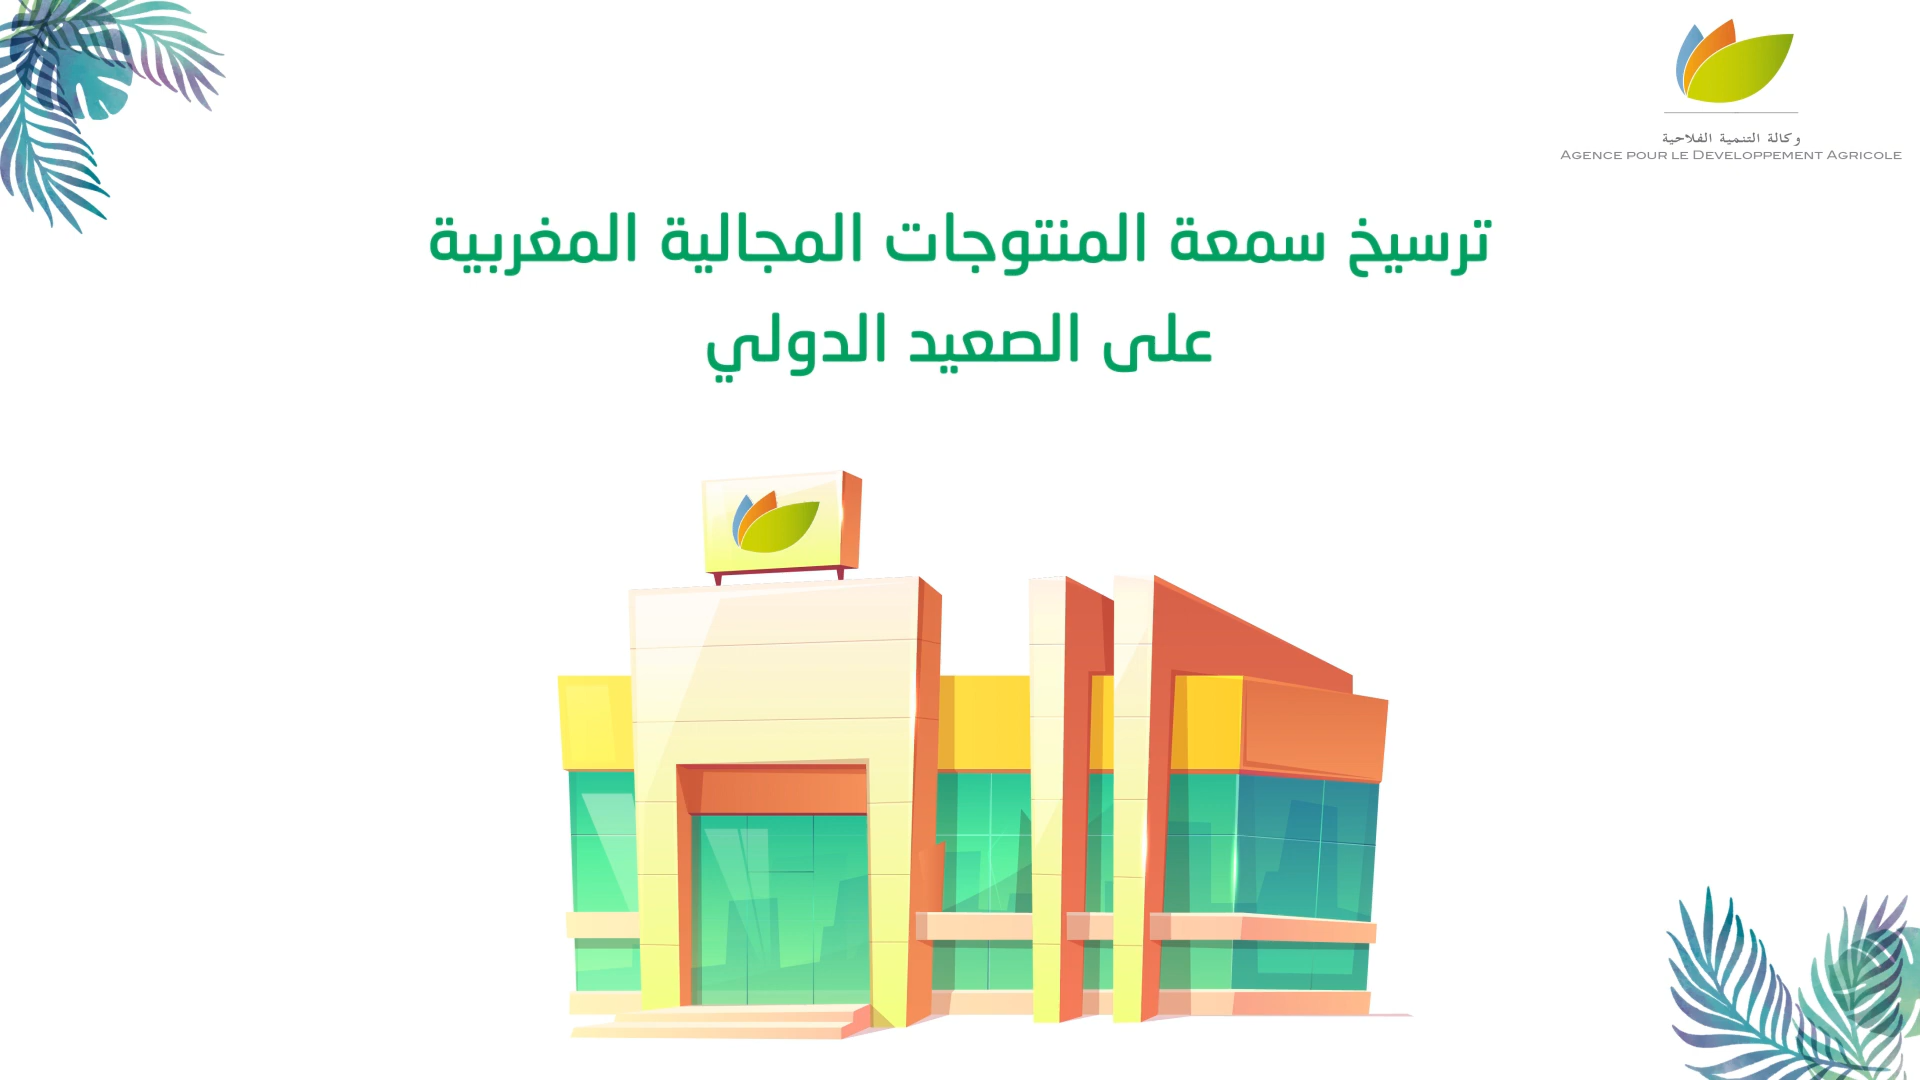 وكالة التنمية الفلاحية
AGENCE POUR LE DEVELOPPEMENT AGRICOLE
ترسيخ سمعة المنتوجات المجالية المغربية
على الصعيد الدولي